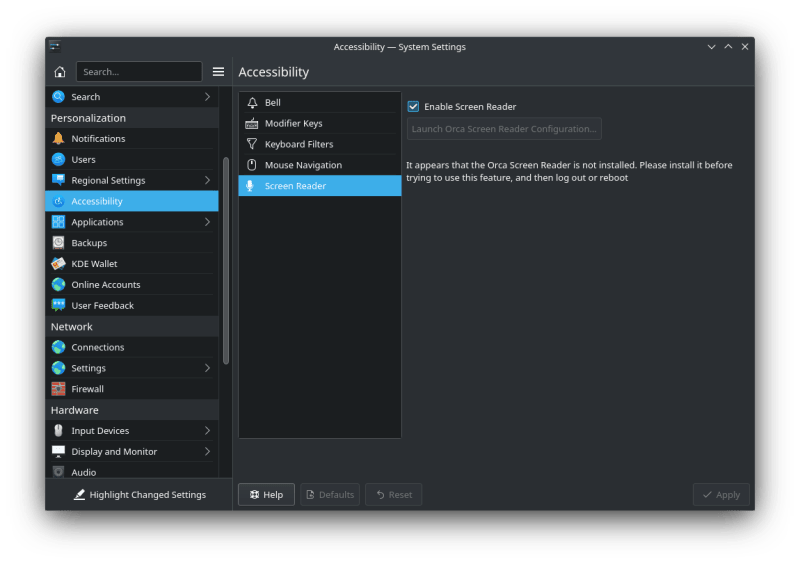 Accessibility — System Settings
Search...
Accessibility
Search
Personalization
Notifications
Users
Regional Settings
Accessibility
Applications
Backups
KDE Wallet
Online Accounts
User Feedback
Network
Connections
Settings
Firewall
Hardware
Input Devices
Display and Monitor
Audio
Highlight Changed Settings
Bell
Modifier Keys
Keyboard Filters
Mouse Navigation
Screen Reader
Enable Screen Reader
Launch Orca Screen Reader Configuration...
It appears that the Orca Screen Reader is not installed. Please install it before
trying to use this feature, and then log out or reboot
Help
Defaults
Reset
Apply